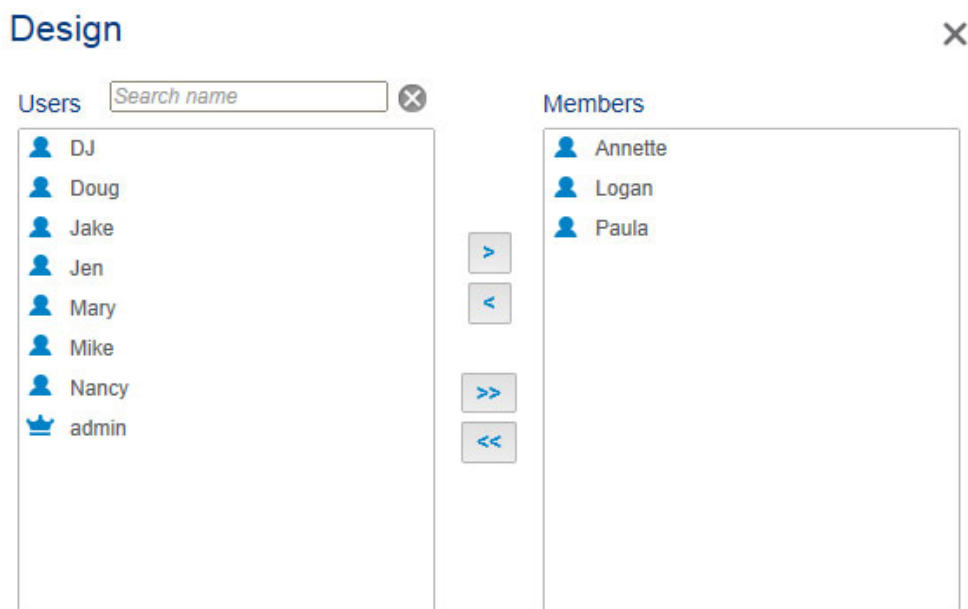 Design
Users
Search name
DJ
Doug
Jake
Jen
Mary
Mike
Nancy
admin
>
<
>>
<<
Members
Annette
Logan
Paula